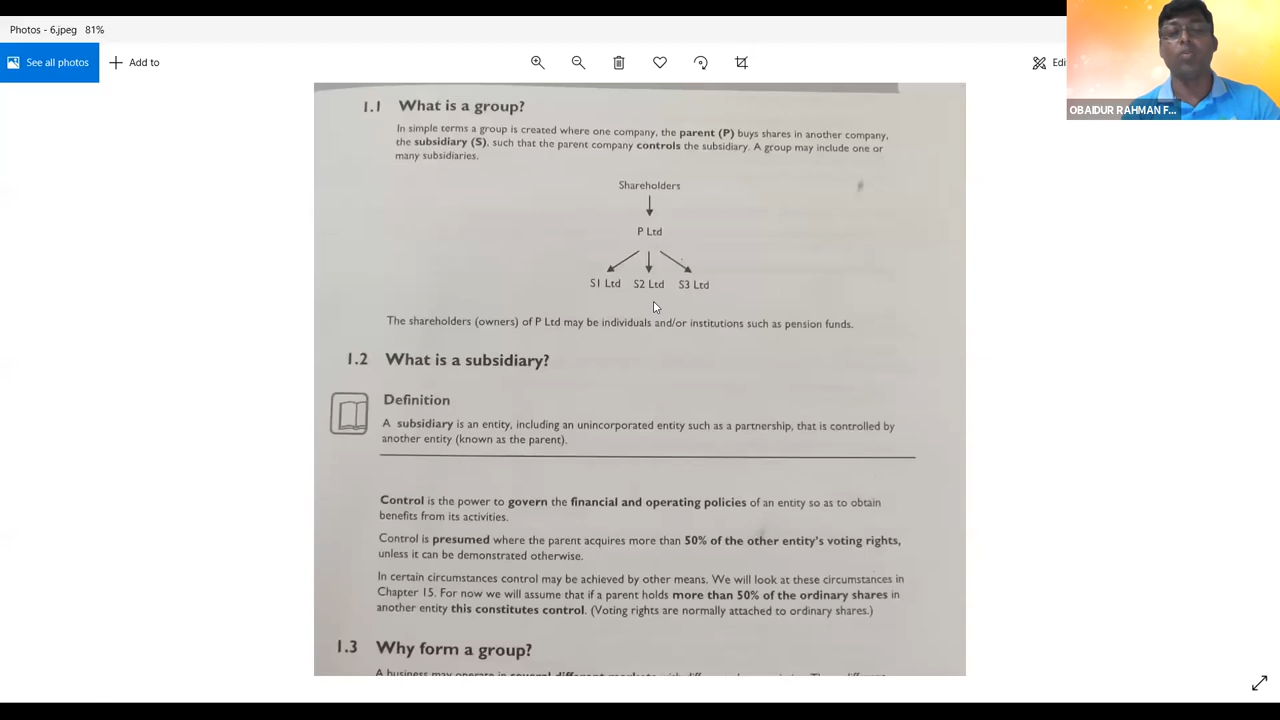 Photos - 6.jpeg 81%
See all photos
Add to
OBAIDUR RAHMAN F...
1.1 What is a group?
In simple terms a group is created where one company, the parent (P) buys shares in another company,
the subsidiary (S), such that the parent company controls the subsidiary. A group may include one or
many subsidiaries.
Shareholders
P Ltd
S1 Ltd S2 Ltd S3 Ltd
The shareholders (owners) of P Ltd may be individuals and/or institutions such as pension funds.
1.2 What is a subsidiary?
Definition
A subsidiary is an entity, including an unincorporated entity such as a partnership, that is controlled by
another entity (known as the parent).
Control is the power to govern the financial and operating policies of an entity so as to obtain
benefits from its activities.
Control is presumed where the parent acquires more than 50% of the other entity's voting rights,
unless it can be demonstrated otherwise.
In certain circumstances control may be achieved by other means. We will look at these circumstances in
Chapter 15. For now we will assume that if a parent holds more than 50% of the ordinary shares in
another entity this constitutes control. (Voting rights are normally attached to ordinary shares.)
1.3 Why form a group?
A business may operate in several different markets